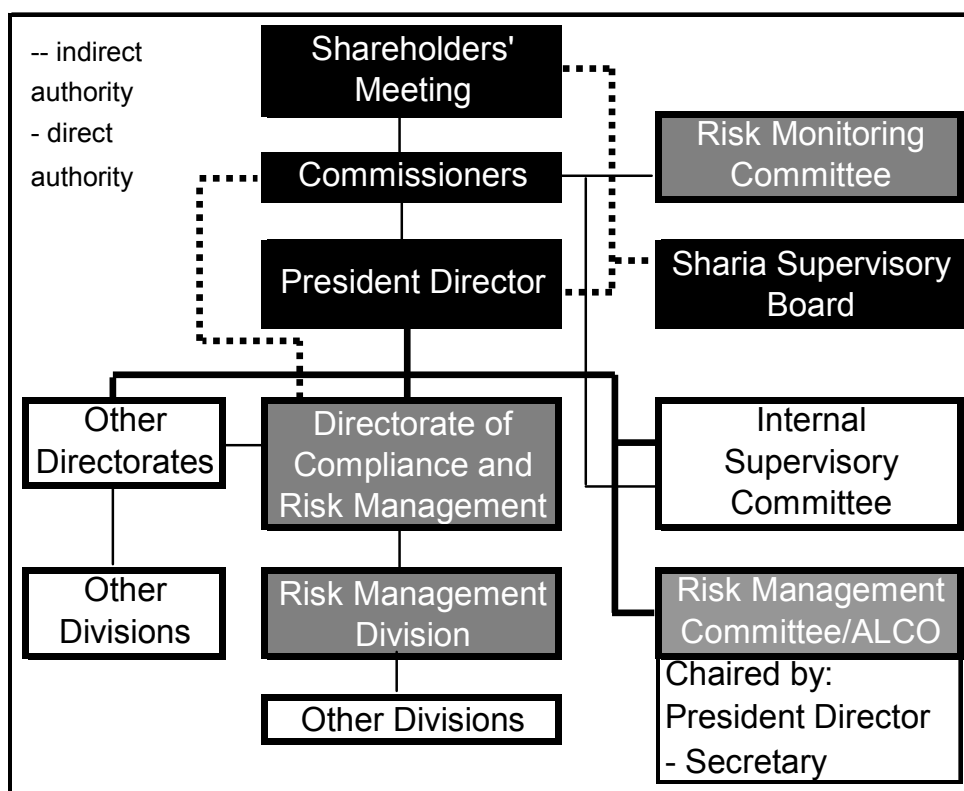 -- indirect
authority
- direct
authority
Shareholders'
Meeting
Commissioners
Risk Monitoring
Committee
President Director
Sharia Supervisory
Board
Other
Directorates
Directorate of
Compliance and
Risk Management
Internal
Supervisory
Committee
Other
Divisions
Risk Management
Division
Risk Management
Committee/ALCO
Other Divisions
Chaired by:
President Director
- Secretary